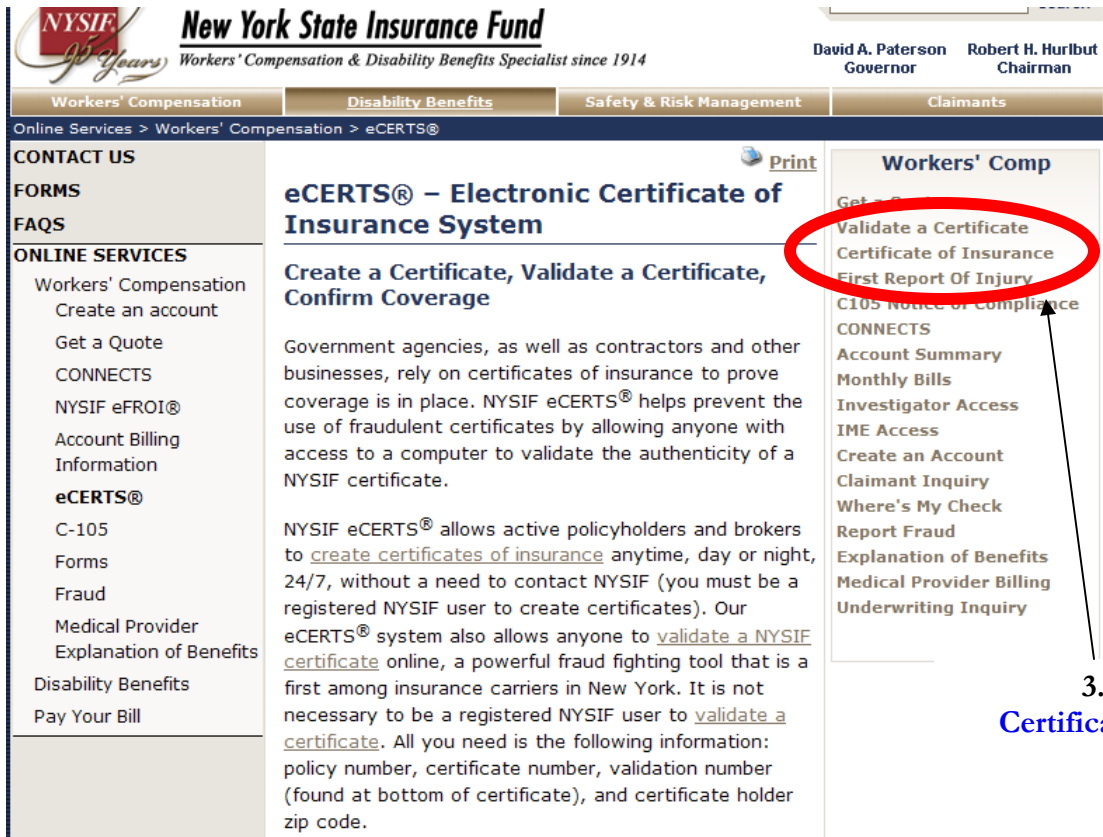 NYSIF
95 Years
New York State Insurance Fund
Workers' Compensation & Disability Benefits Specialist since 1914
David A. Paterson
Governor
Robert H. Hurlbut
Chairman
Workers' Compensation
Disability Benefits
Safety & Risk Management
Claimants
Online Services > Workers' Compensation > eCERTS®
CONTACT US
FORMS
FAQS
ONLINE SERVICES
Workers' Compensation
Create an account
Get a Quote
CONNECTS
NYSIF eFROI®
Account Billing
Information
eCERTS®
C-105
Forms
Fraud
Medical Provider
Explanation of Benefits
Disability Benefits
Pay Your Bill
Print
eCERTS® – Electronic Certificate of
Insurance System
Create a Certificate, Validate a Certificate,
Confirm Coverage
Government agencies, as well as contractors and other
businesses, rely on certificates of insurance to prove
coverage is in place. NYSIF eCERTS® helps prevent the
use of fraudulent certificates by allowing anyone with
access to a computer to validate the authenticity of a
NYSIF certificate.
NYSIF eCERTS® allows active policyholders and brokers
to create certificates of insurance anytime, day or night,
24/7, without a need to contact NYSIF (you must be a
registered NYSIF user to create certificates). Our
eCERTS® system also allows anyone to validate a NYSIF
certificate online, a powerful fraud fighting tool that is a
first among insurance carriers in New York. It is not
necessary to be a registered NYSIF user to validate a
certificate. All you need is the following information:
policy number, certificate number, validation number
(found at bottom of certificate), and certificate holder
zip code.
Workers' Comp
Get a
Validate a Certificate
Certificate of Insurance
First Report Of Injury
C105 Notice of Compliance
CONNECTS
Account Summary
Monthly Bills
Investigator Access
IME Access
Create an Account
Claimant Inquiry
Where's My Check
Report Fraud
Explanation of Benefits
Medical Provider Billing
Underwriting Inquiry
3.
Certifica